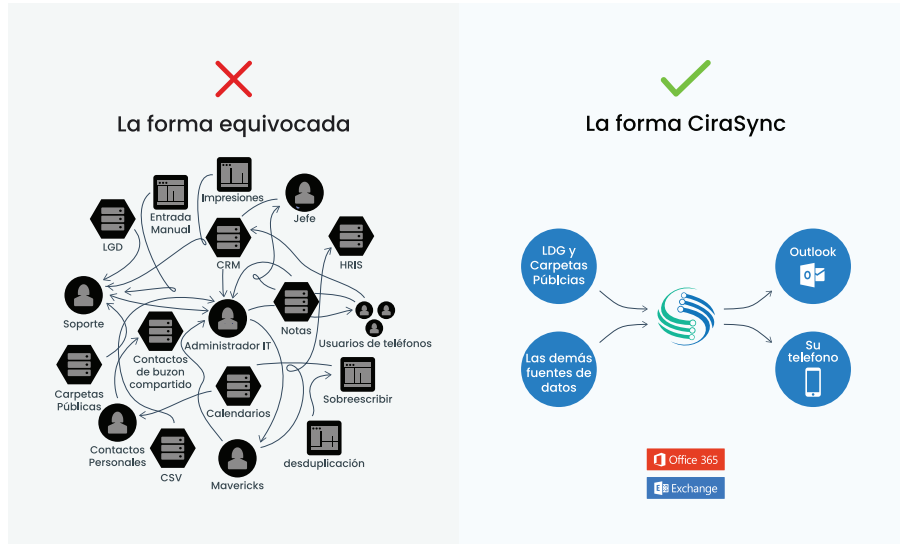 La forma equivocada
Impresiones
Entrada
Manual
Jefe
LGD
CRM
HRIS
Soporte
Administrador IT
Notas
Usuarios de teléfonos
Contactos
de buzon
compartido
Carpetas
Públicas
Calendarios
Sobreescribir
Contactos
Personales
CSV
Mavericks
desduplicación
La forma CiraSync
LDG y
Carpetas
Públcias
Outlook
Las demás
fuentes de
datos
Su
telefono
Office 365
Exchange